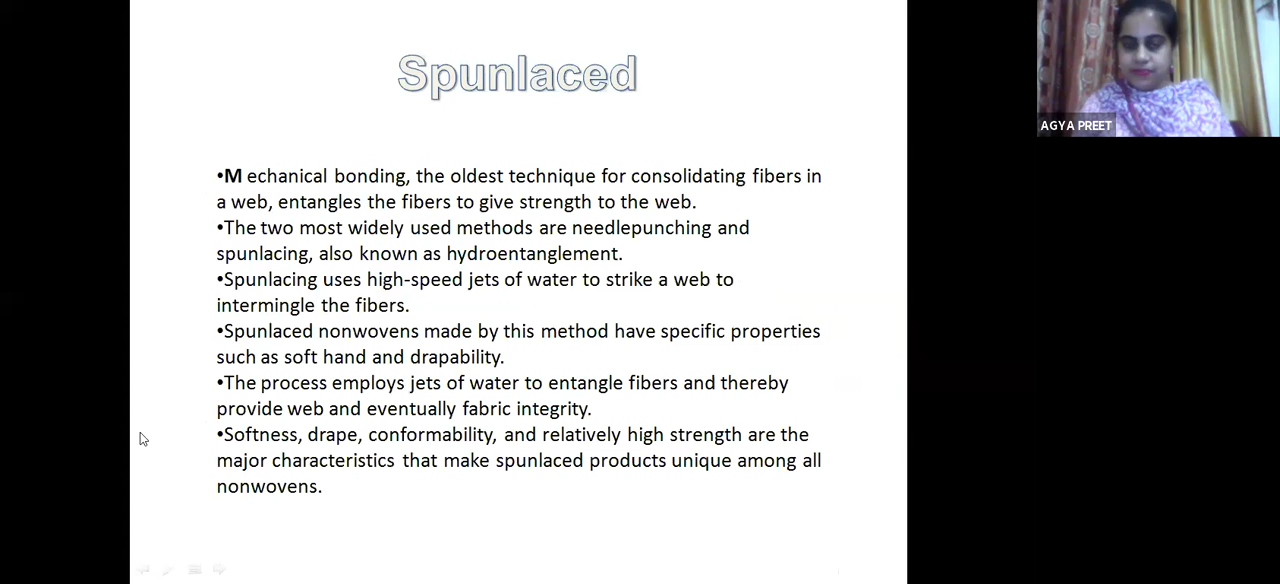 Spunlaced
AGYA PREET
•M echanical bonding, the oldest technique for consolidating fibers in
a web, entangles the fibers to give strength to the web.
•The two most widely used methods are needlepunching and
spunlacing, also known as hydroentanglement.
•Spunlacing uses high-speed jets of water to strike a web to
intermingle the fibers.
•Spunlaced nonwovens made by this method have specific properties
such as soft hand and drapability.
•The process employs jets of water to entangle fibers and thereby
provide web and eventually fabric integrity.
•Softness, drape, conformability, and relatively high strength are the
major characteristics that make spunlaced products unique among all
nonwovens.